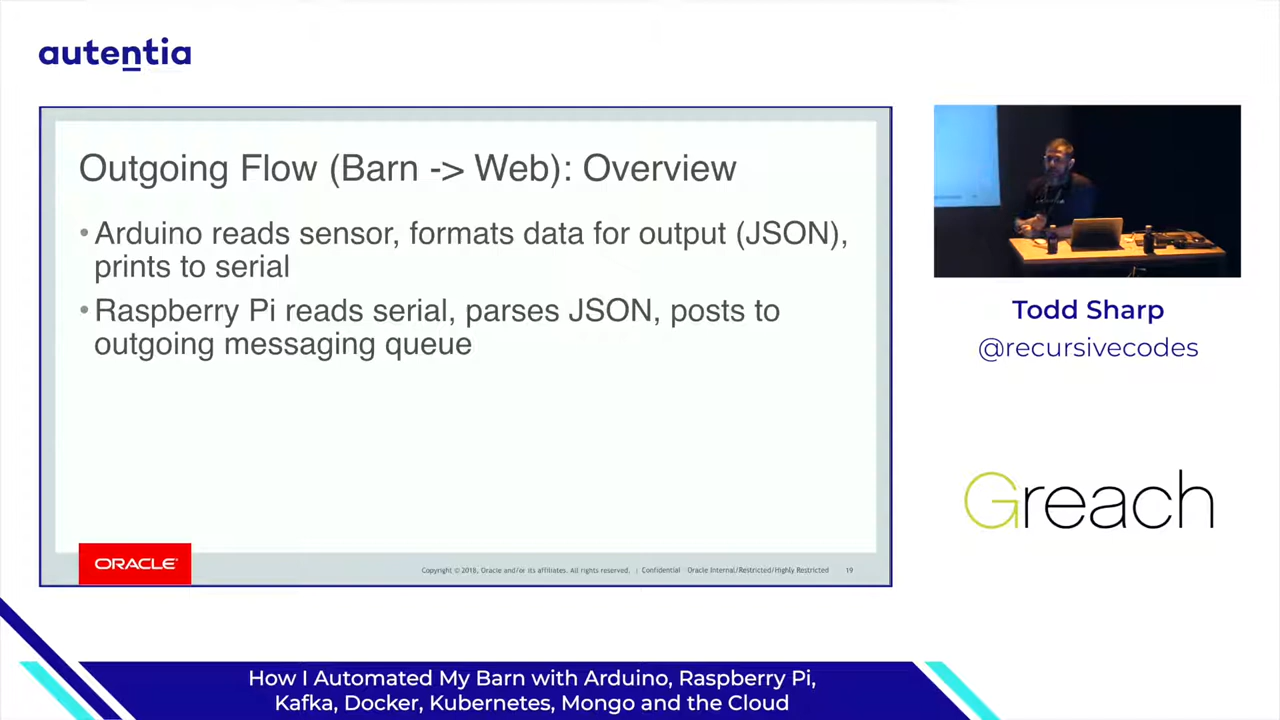 autentia
Outgoing Flow (Barn -> Web): Overview
• Arduino reads sensor, formats data for output (JSON),
prints to serial
• Raspberry Pi reads serial, parses JSON, posts to
outgoing messaging queue
ORACLE®
Copyright © 2018, Oracle and/or its affiliates. All rights reserved. | Confidential – Oracle Internal/Restricted/Highly Restricted 19
Todd Sharp
@recursivecodes
Greach
How I Automated My Barn with Arduino, Raspberry Pi,
Kafka, Docker, Kubernetes, Mongo and the Cloud